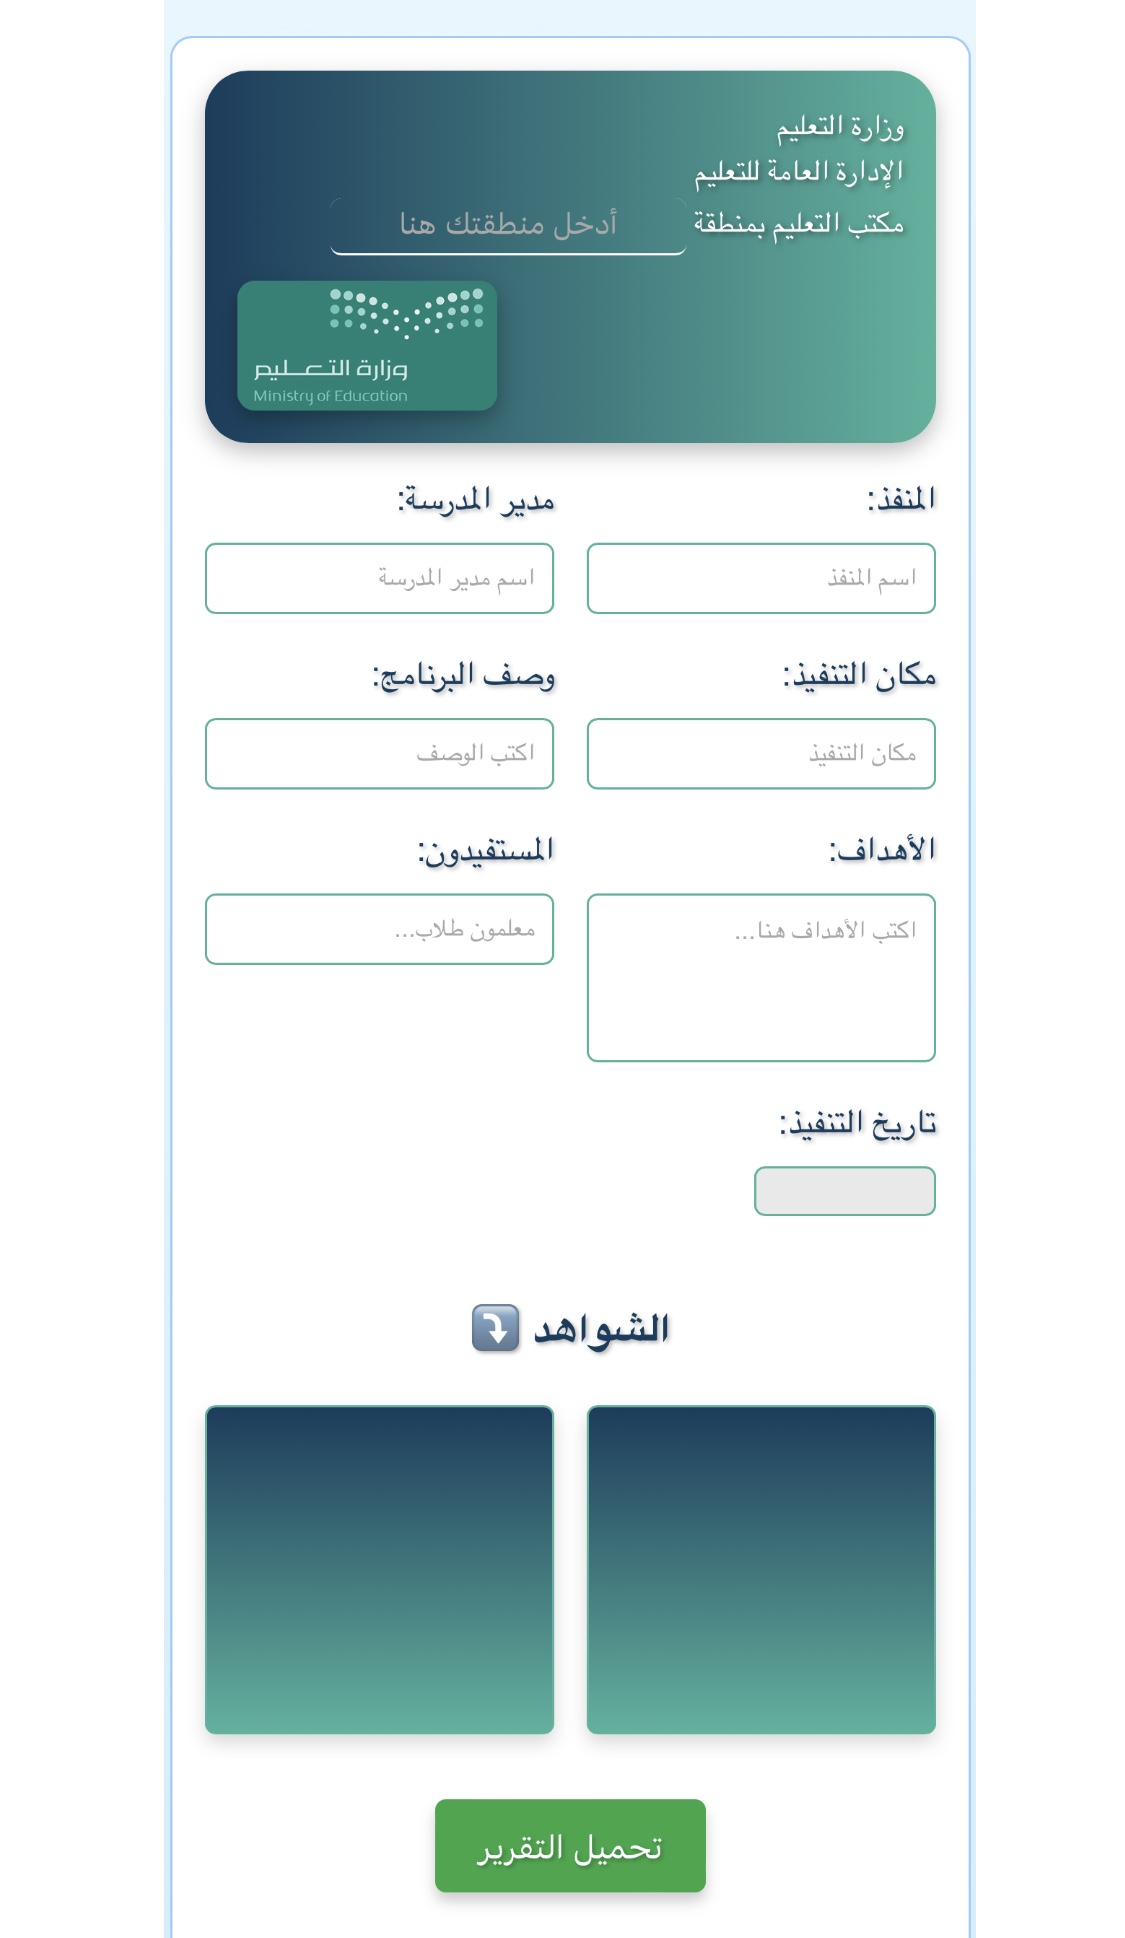 وزارة التعليم
الإدارة العامة للتعليم
مكتب التعليم بمنطقة أدخل منطقتك هنا
وزارة التعـــليم
Ministry of Education
المنفذ:
اسم المنفذ
مدير المدرسة:
اسم مدير المدرسة
مكان التنفيذ:
مكان التنفيذ
وصف البرنامج:
اكتب الوصف
الأهداف:
اكتب الأهداف هنا...
المستفيدون:
معلمون طلاب...
تاريخ التنفيذ:
الشواهد ⤵️
تحميل التقرير